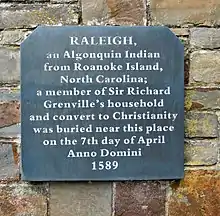 RALEIGH,
an Algonquin Indian
from Roanoke Island,
North Carolina;
a member of Sir Richard
Grenville's household
and convert to Christianity
was buried near this place
on the 7th day of April
Anno Domini
1589